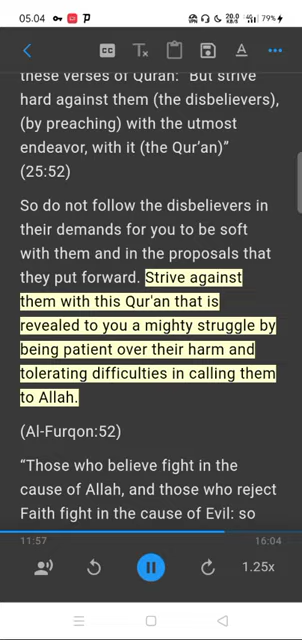 05.04
20.0
KB/S
79%
CC
A
these verses of Quran: “But strive
hard against them (the disbelievers),
(by preaching) with the utmost
endeavor, with it (the Qur’an)”
(25:52)
So do not follow the disbelievers in
their demands for you to be soft
with them and in the proposals that
they put forward. Strive against
them with this Qur'an that is
revealed to you a mighty struggle by
being patient over their harm and
tolerating difficulties in calling them
to Allah.
(Al-Furqon:52)
“Those who believe fight in the
cause of Allah, and those who reject
Faith fight in the cause of Evil: so
11:57
16:04
1.25x